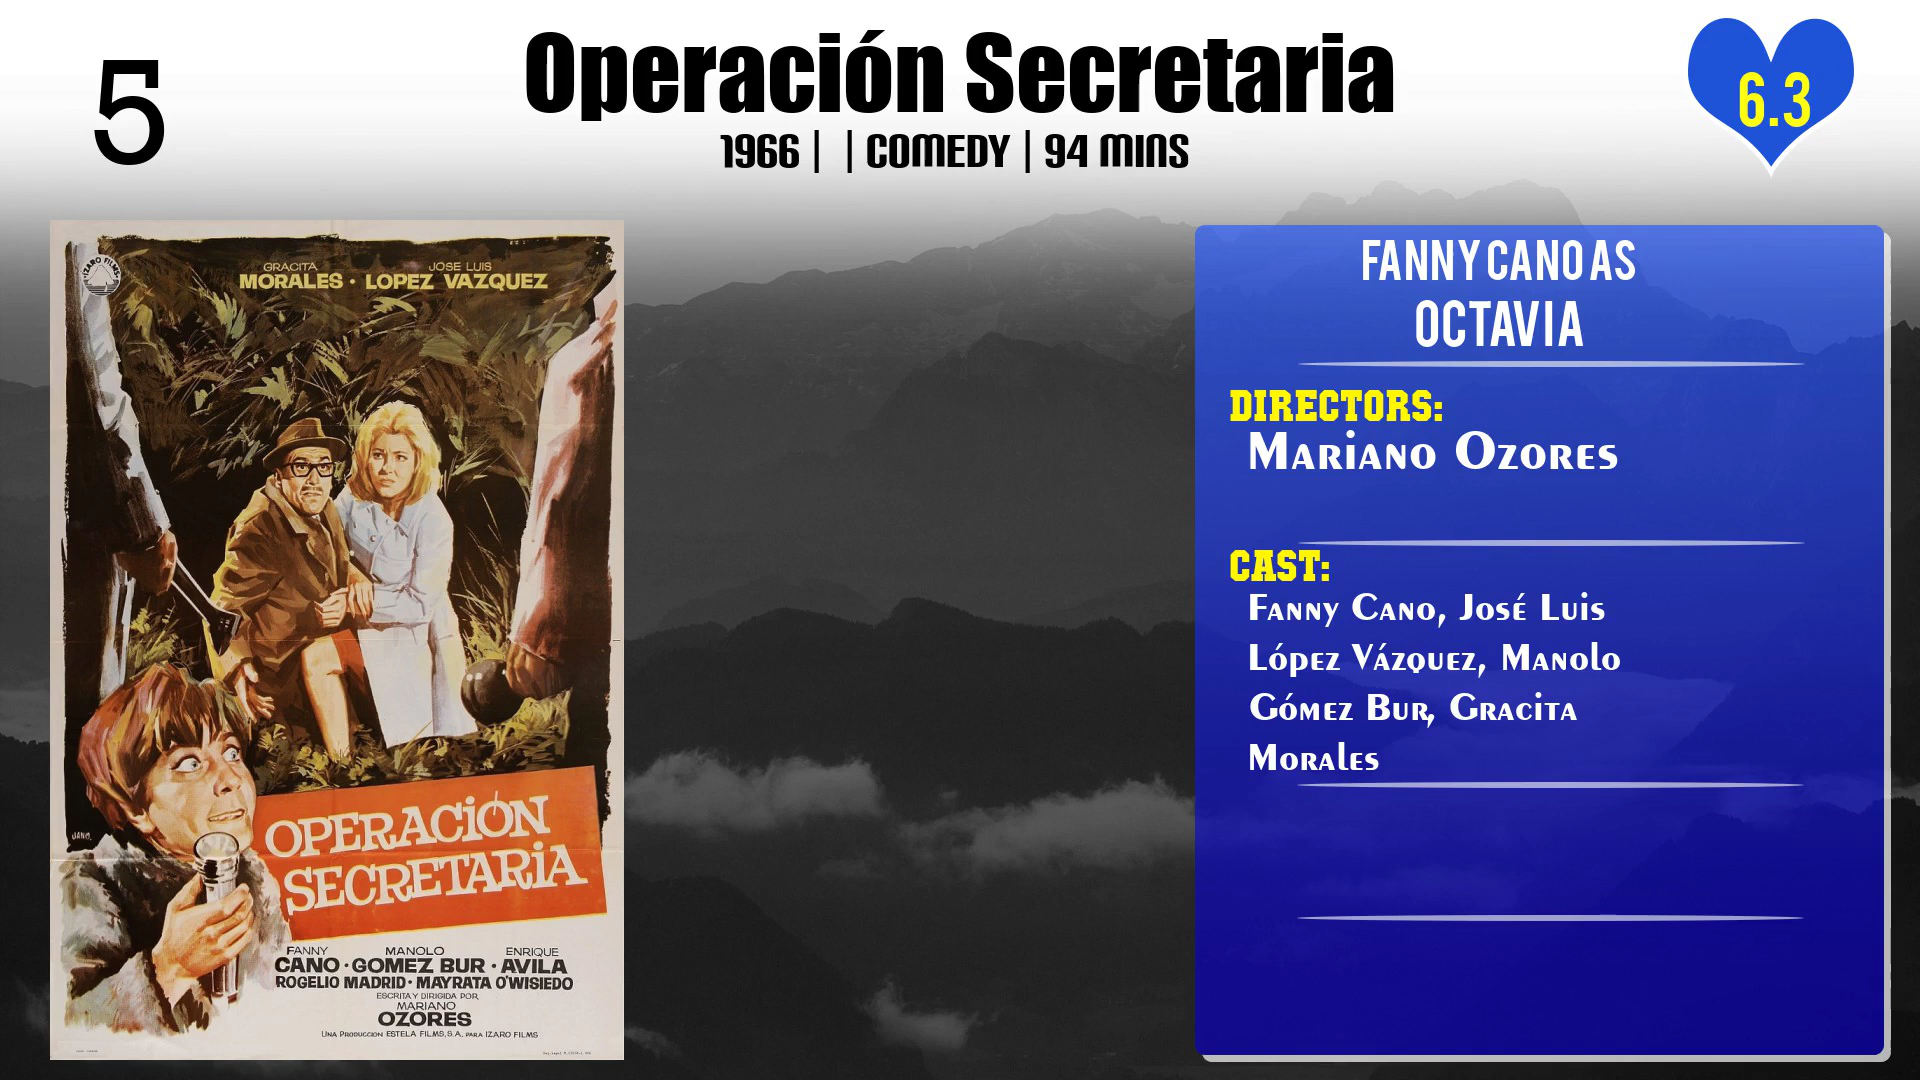 5
Operación Secretaria
6.3
1966 | | COMEDY | 94 MINS
IZARO FILMS
GRACITA JOSE LUIS
MORALES · LOPEZ VAZQUEZ
JANO.
OPERACIÓN
SECRETARIA
FANNY MANOLO ENRIQUE
CANO · GOMEZ BUR · AVILA
ROGELIO MADRID · MAYRATA O'WISIEDO
ESCRITA Y DIRIGIDA POR
MARIANO
OZORES
UNA PRODUCCION ESTELA FILMS, S.A. PARA IZARO FILMS
FANNY CANO AS
OCTAVIA
DIRECTORS:
Mariano Ozores
CAST:
Fanny Cano, José Luis
López Vázquez, Manolo
Gómez Bur, Gracita
Morales